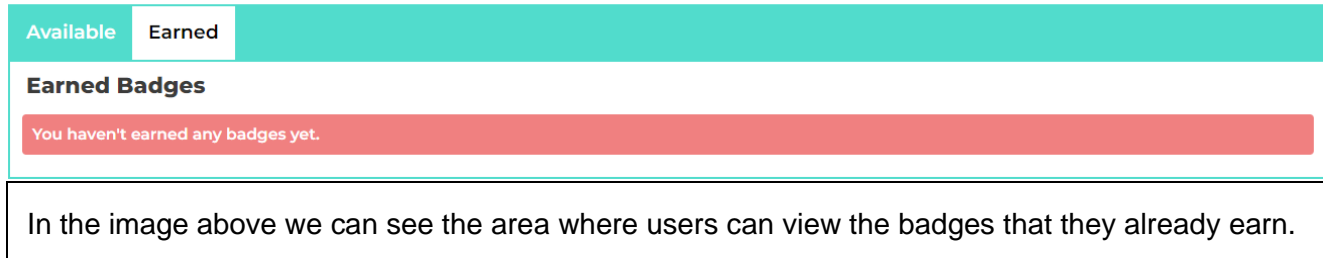 Available Earned
Earned Badges
You haven't earned any badges yet.
In the image above we can see the area where users can view the badges that they already earn.